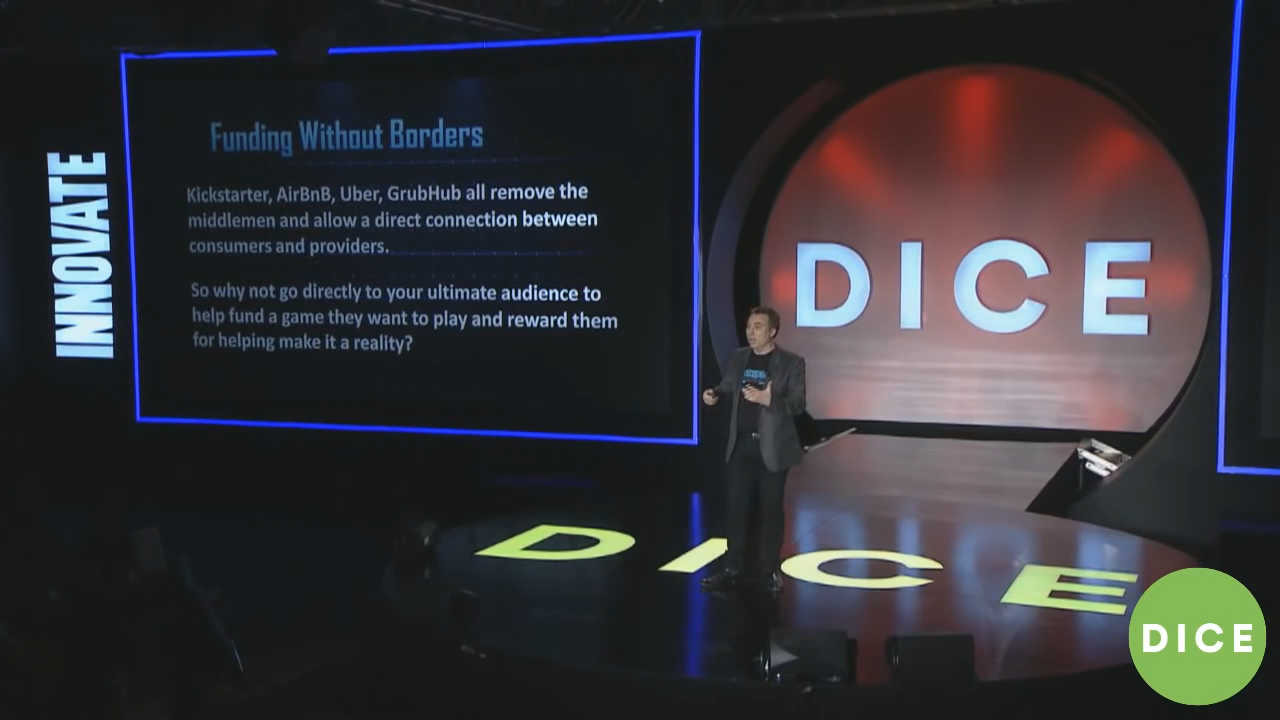 INNOVATE
Funding Without Borders
Kickstarter, AirBnB, Uber, GrubHub all remove the
middlemen and allow a direct connection between
consumers and providers.
So why not go directly to your ultimate audience to
help fund a game they want to play and reward them
for helping make it a reality?
DICE
DICE
DICE